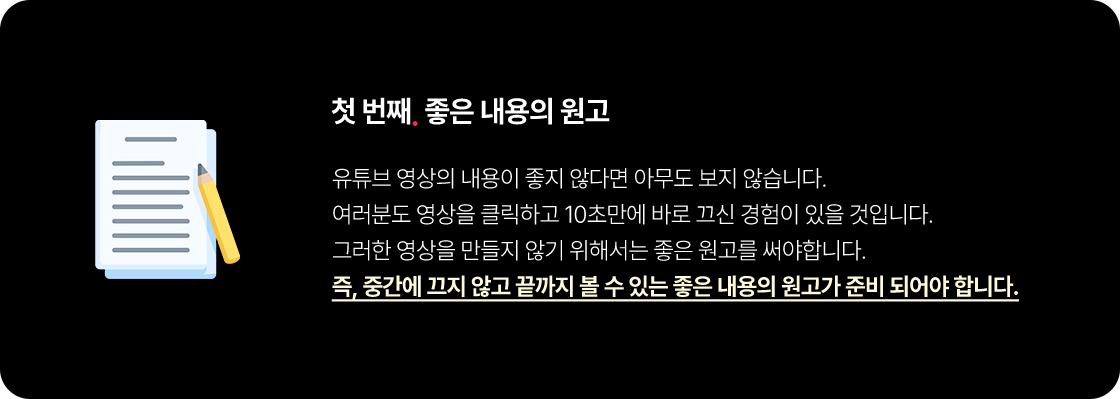 첫 번째. 좋은 내용의 원고
유튜브 영상의 내용이 좋지 않다면 아무도 보지 않습니다.
여러분도 영상을 클릭하고 10초만에 바로 끄신 경험이 있을 것입니다.
그러한 영상을 만들지 않기 위해서는 좋은 원고를 써야합니다.
즉, 중간에 끄지 않고 끝까지 볼 수 있는 좋은 내용의 원고가 준비 되어야 합니다.